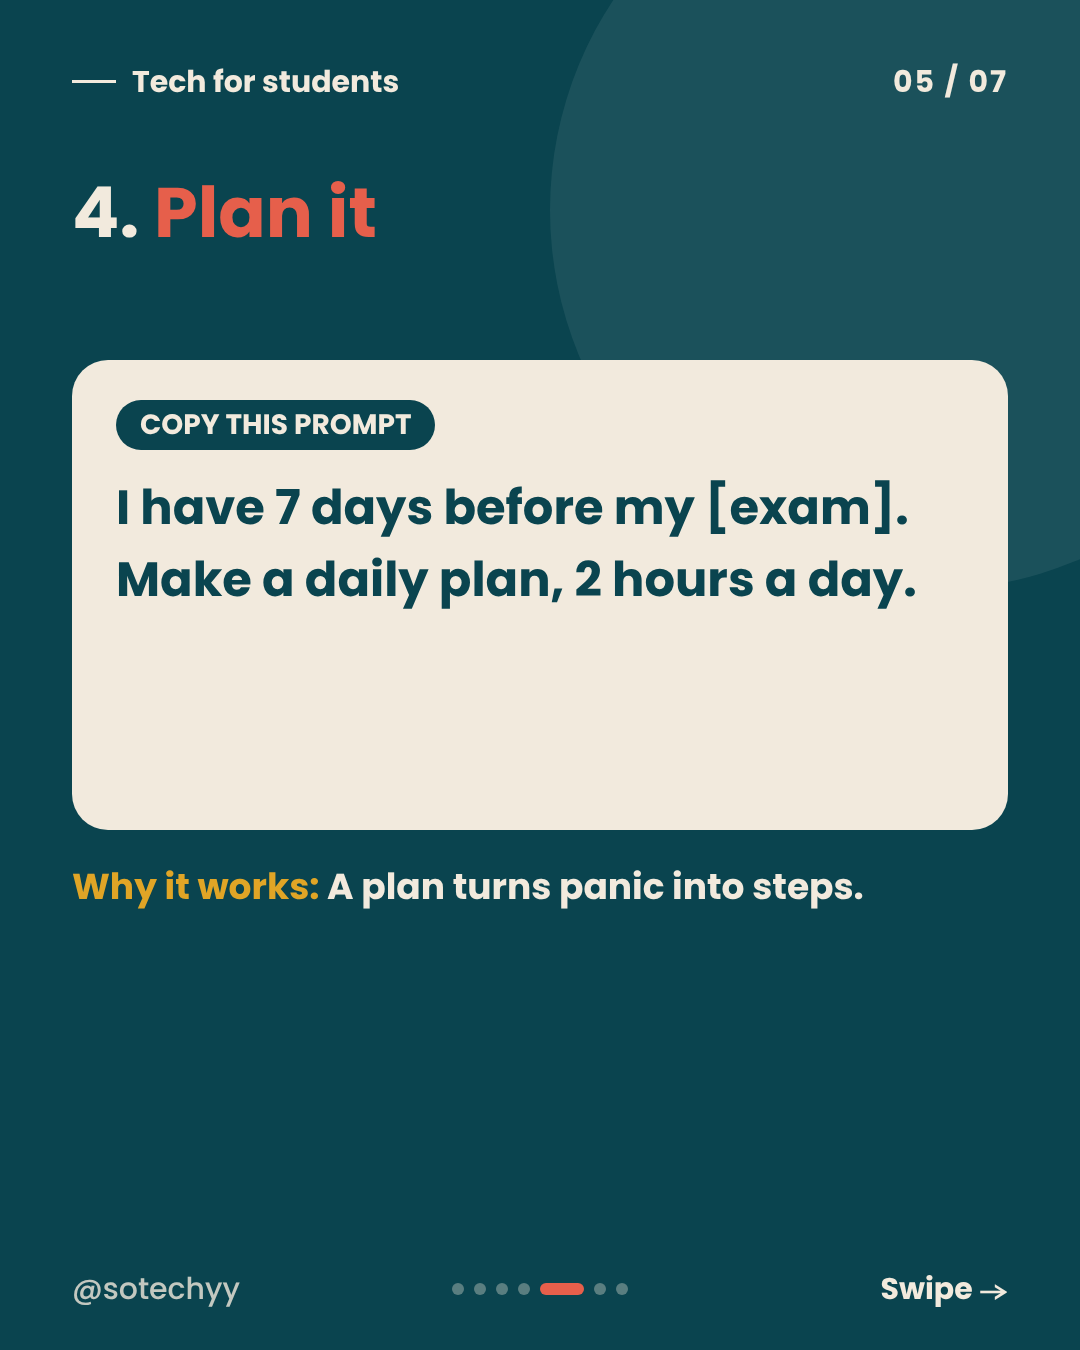 Tech for students
05 / 07
4. Plan it
COPY THIS PROMPT
I have 7 days before my [exam].
Make a daily plan, 2 hours a day.
Why it works: A plan turns panic into steps.
@sotechyy
Swipe →